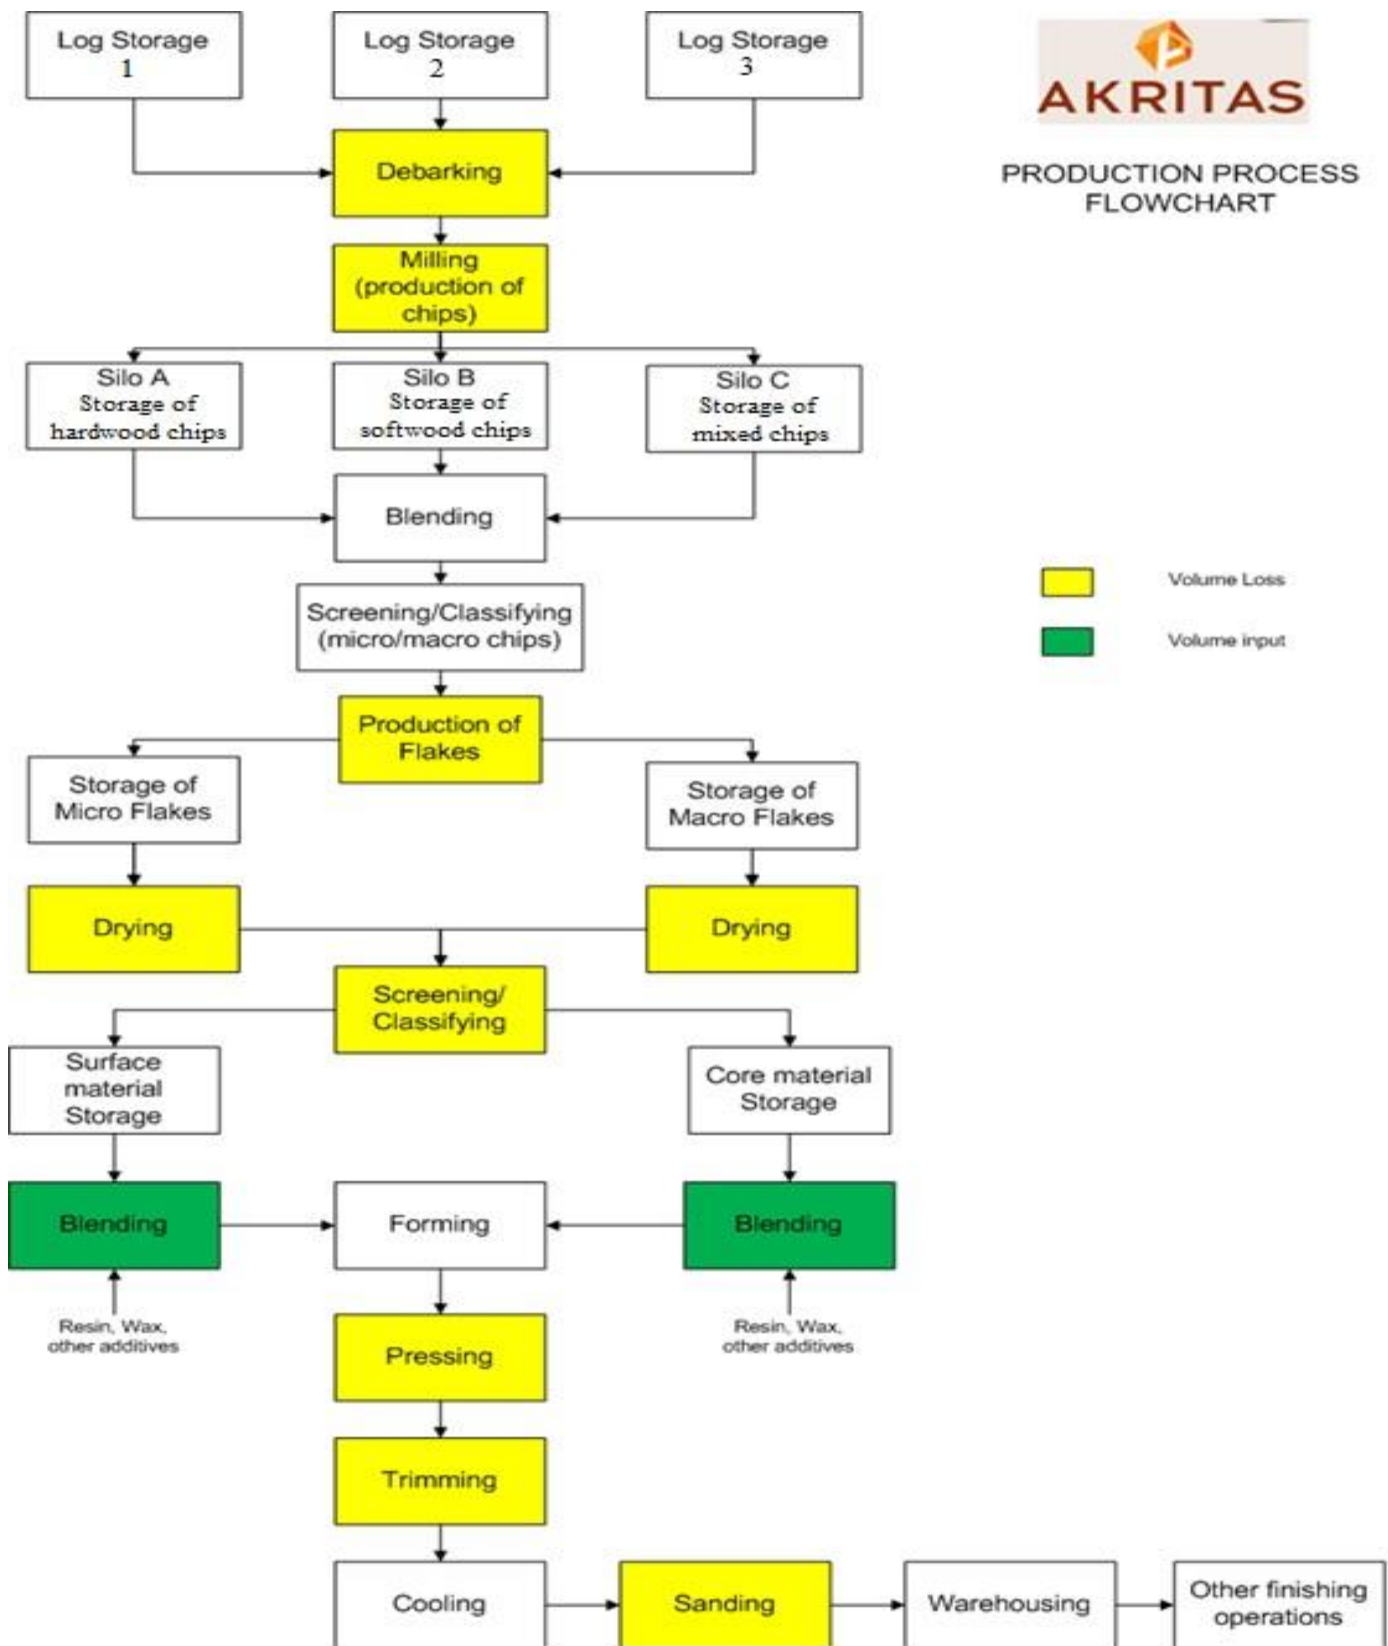 Log Storage
1
Log Storage
2
Log Storage
3
AKRITAS
PRODUCTION PROCESS
FLOWCHART
Debarking
Milling
(production of
chips)
Silo A
Storage of
hardwood chips
Silo B
Storage of
softwood chips
Silo C
Storage of
mixed chips
Blending
Screening/Classifying
(micro/macro chips)
Volume Loss
Volume input
Production of
Flakes
Storage of
Micro Flakes
Storage of
Macro Flakes
Drying
Drying
Screening/
Classifying
Surface
material
Storage
Core material
Storage
Blending
Forming
Blending
Resin, Wax,
other additives
Resin, Wax,
other additives
Pressing
Trimming
Cooling
Sanding
Warehousing
Other finishing
operations